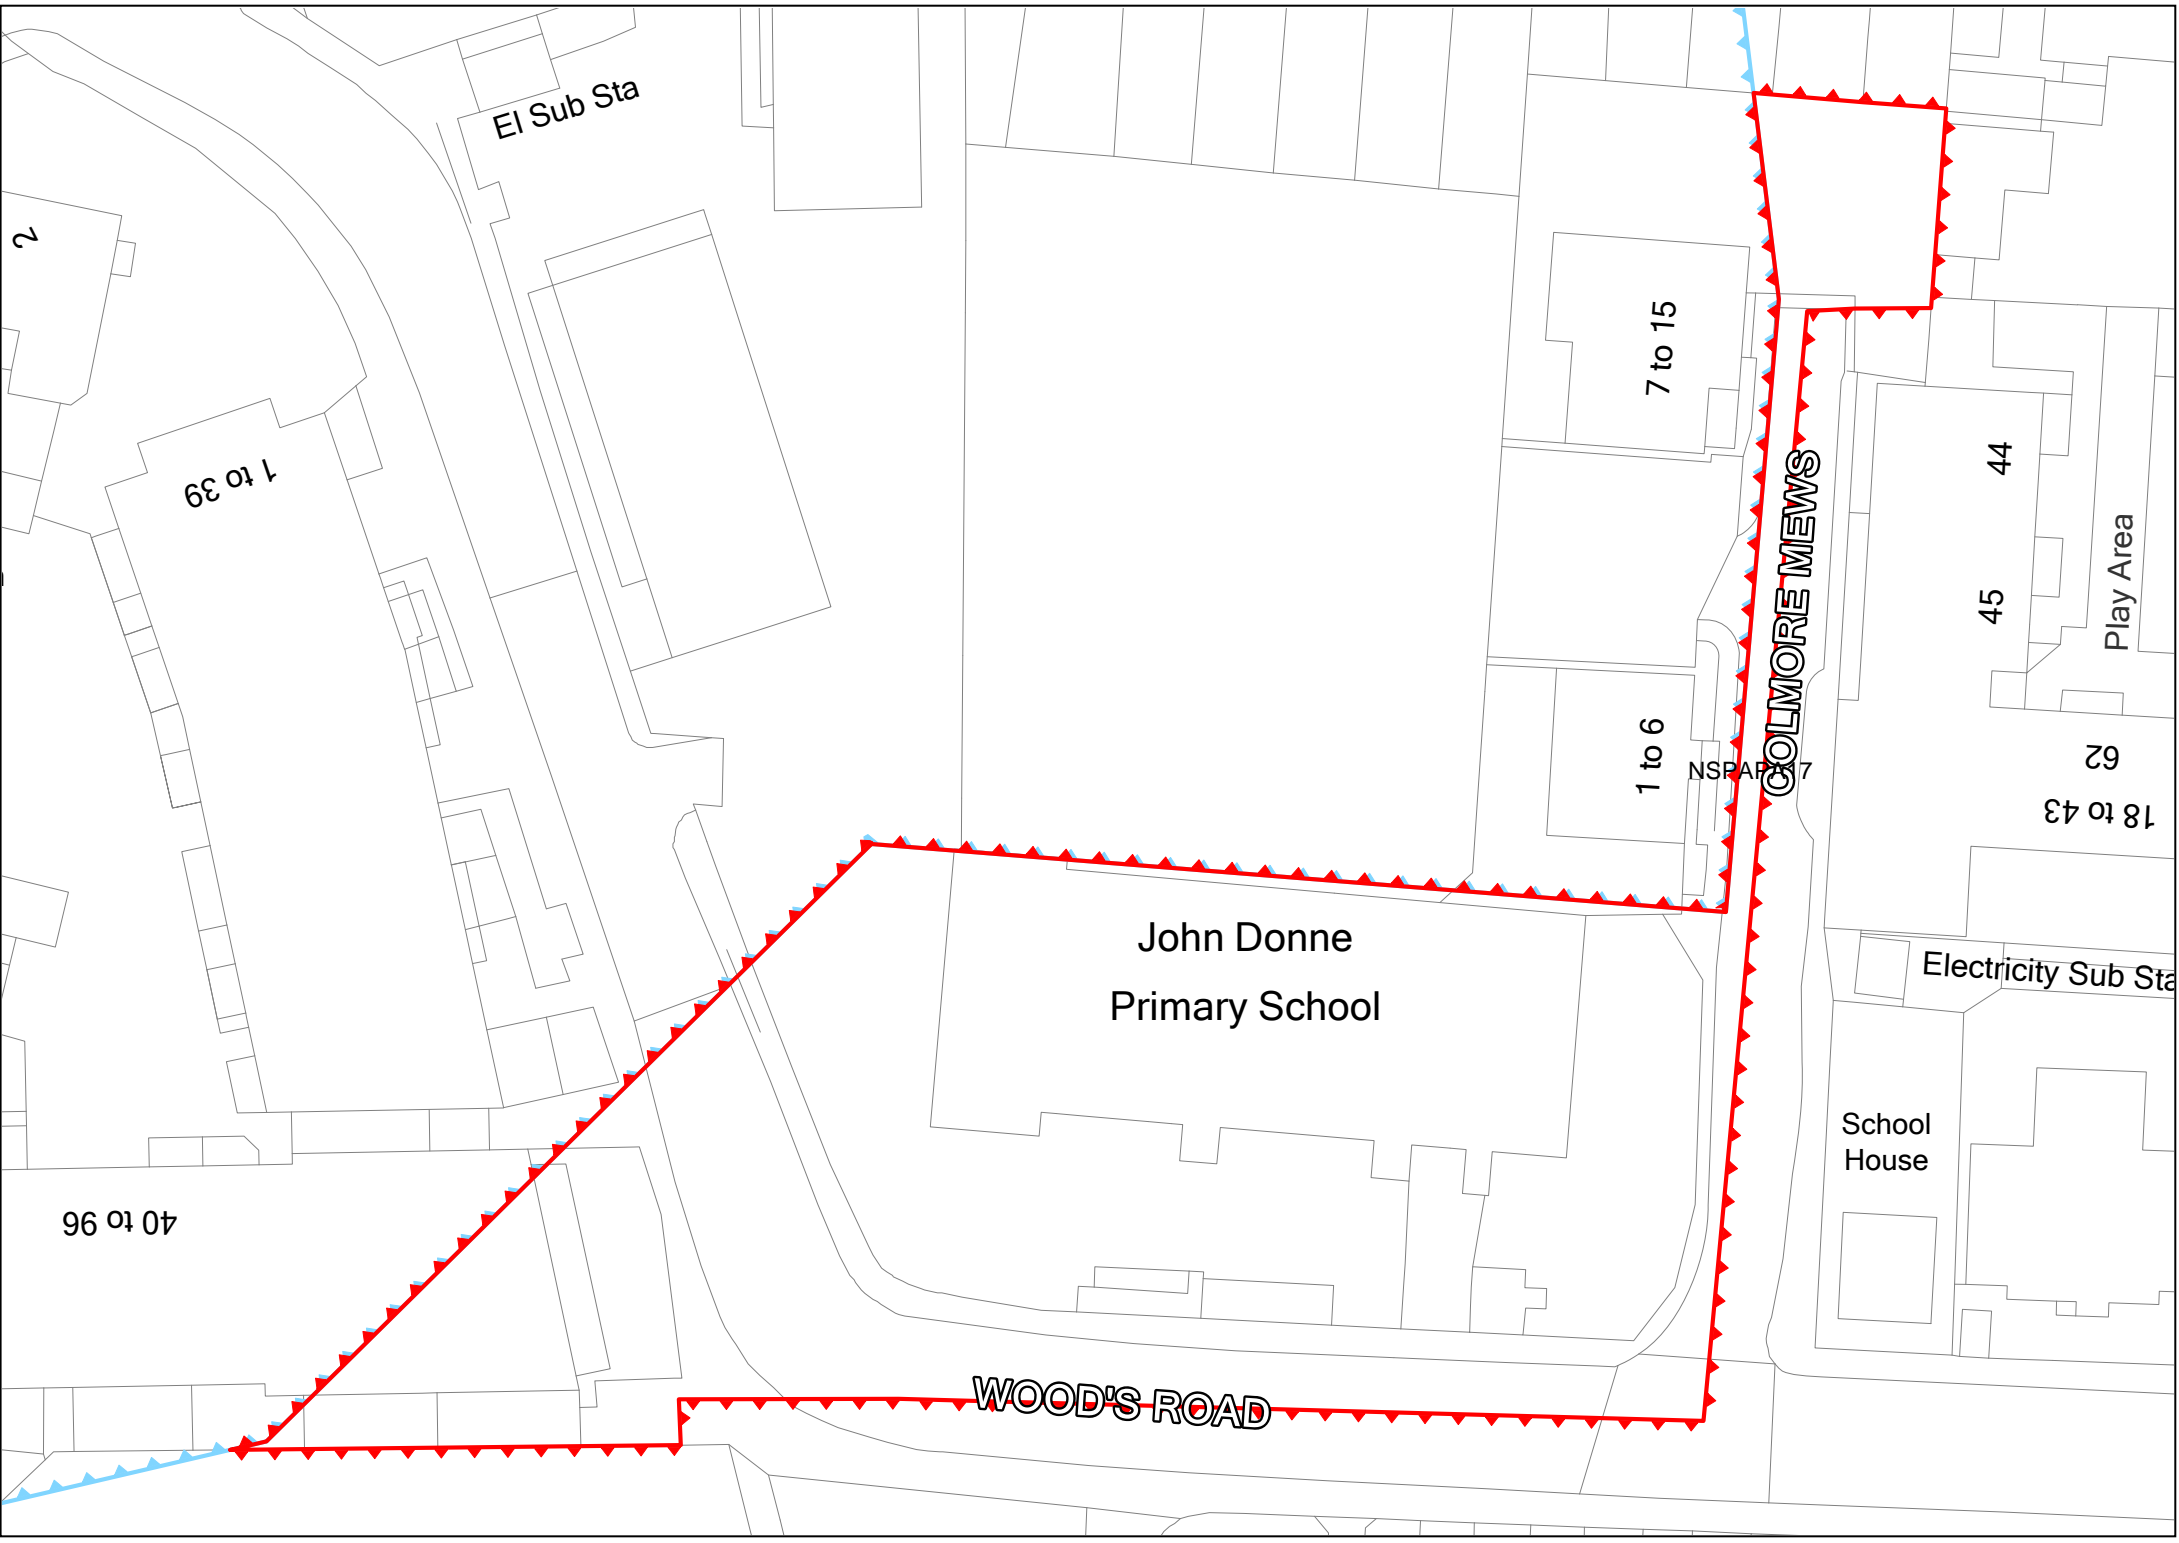 El Sub Sta
2
1 to 39
7 to 15
COLMORE MEWS
44
45
Play Area
1 to 6
NSPAPA17
62
18 to 43
John Donne
Primary School
Electricity Sub Sta
School
House
40 to 96
WOOD'S ROAD